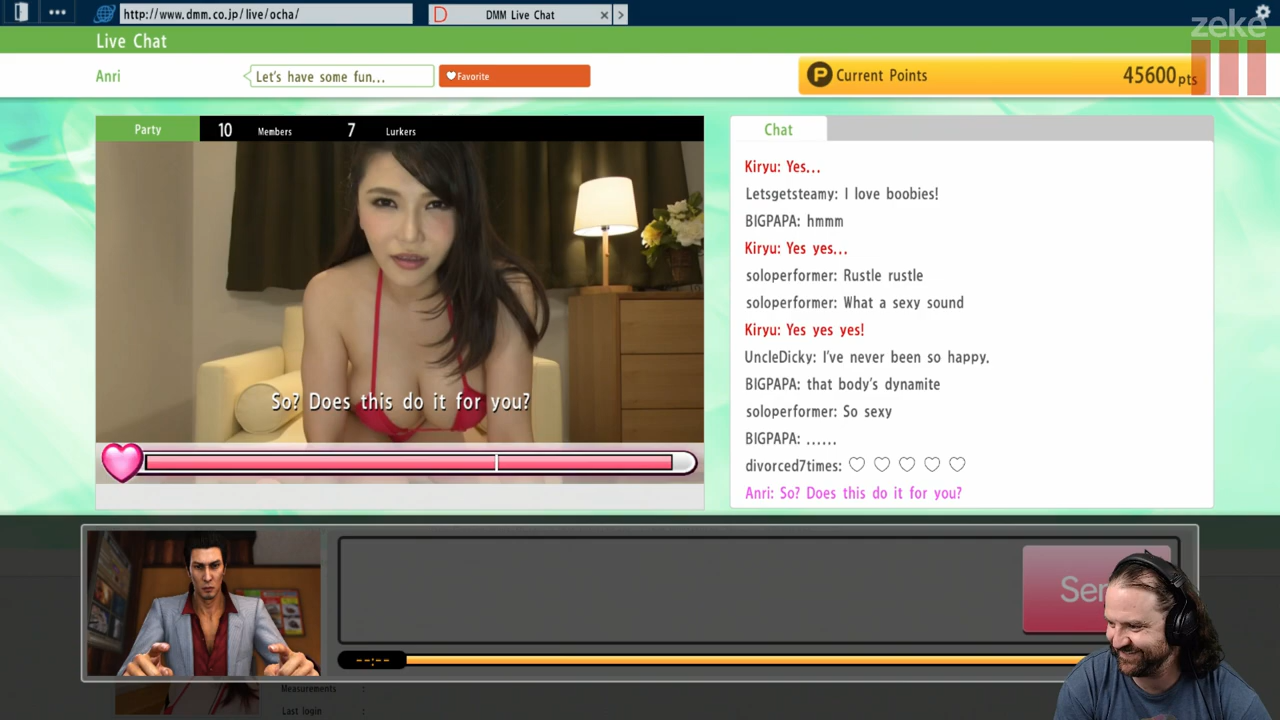 http://www.dmm.co.jp/live/ocha/
D DMM Live Chat
zeke
Live Chat
Anri
Let's have some fun...
Favorite
P Current Points 45600 pts
Party 10 Members 7 Lurkers
So? Does this do it for you?
Chat
Kiryu: Yes...
Letsgetsteamy: I love boobies!
BIGPAPA: hmmm
Kiryu: Yes yes...
soloperformer: Rustle rustle
soloperformer: What a sexy sound
Kiryu: Yes yes yes!
UncleDicky: I've never been so happy.
BIGPAPA: that body's dynamite
soloperformer: So sexy
BIGPAPA: ......
divorced7times: ♡ ♡ ♡ ♡ ♡
Anri: So? Does this do it for you?
--:--
Measurements :
Last login :